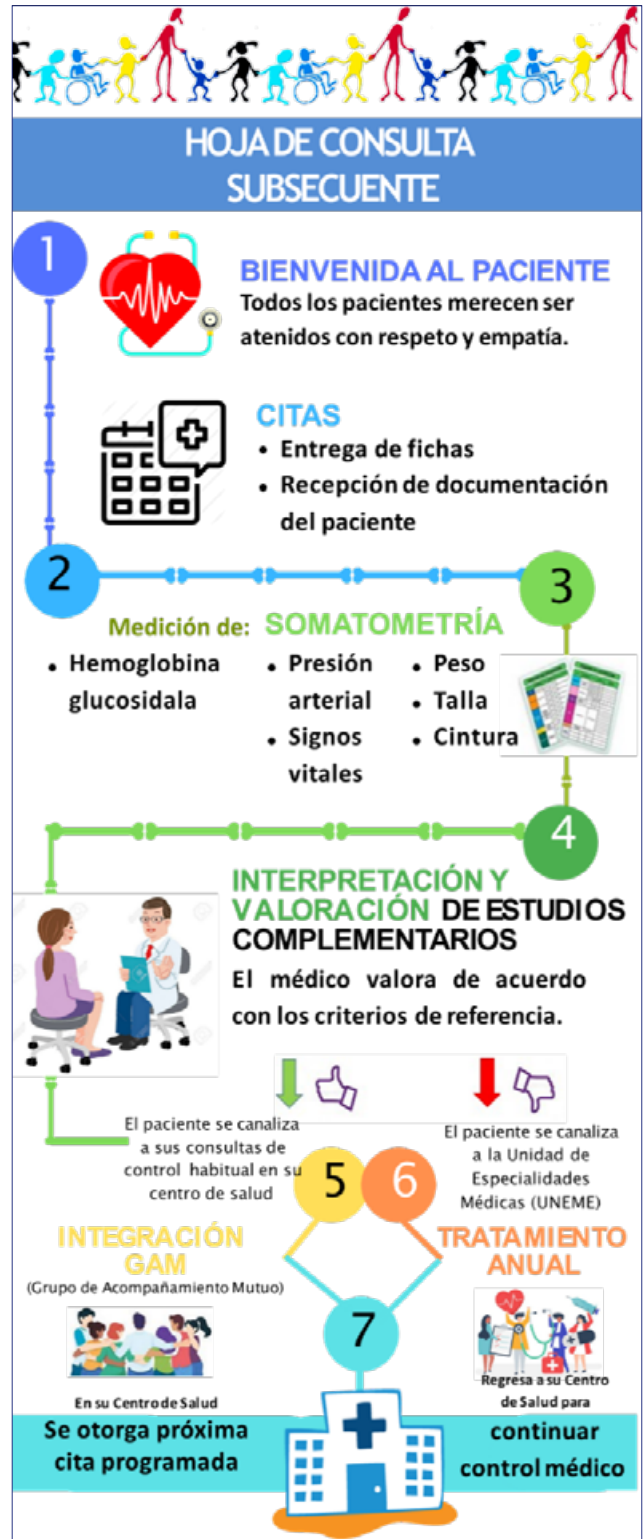 HOJA DE CONSULTA
SUBSECUENTE
1
BIENVENIDA AL PACIENTE
Todos los pacientes merecen ser
atenidos con respeto y empatía.
CITAS
• Entrega de fichas
• Recepción de documentación
del paciente
2
3
Medición de: SOMATOMETRÍA
• Hemoglobina
glucosidala
• Presión
arterial
• Signos
vitales
• Peso
• Talla
• Cintura
4
INTERPRETACIÓN Y
VALORACIÓN DE ESTUDIOS
COMPLEMENTARIOS
El médico valora de acuerdo
con los criterios de referencia.
El paciente se canaliza
a sus consultas de
control habitual en su
centro de salud
El paciente se canaliza
a la Unidad de
Especialidades
Médicas (UNEME)
5
6
INTEGRACIÓN
GAM
(Grupo de Acompañamiento Mutuo)
TRATAMIENTO
ANUAL
7
En su Centro de Salud
Se otorga próxima
cita programada
Regresa a su Centro
de Salud para
continuar
control médico